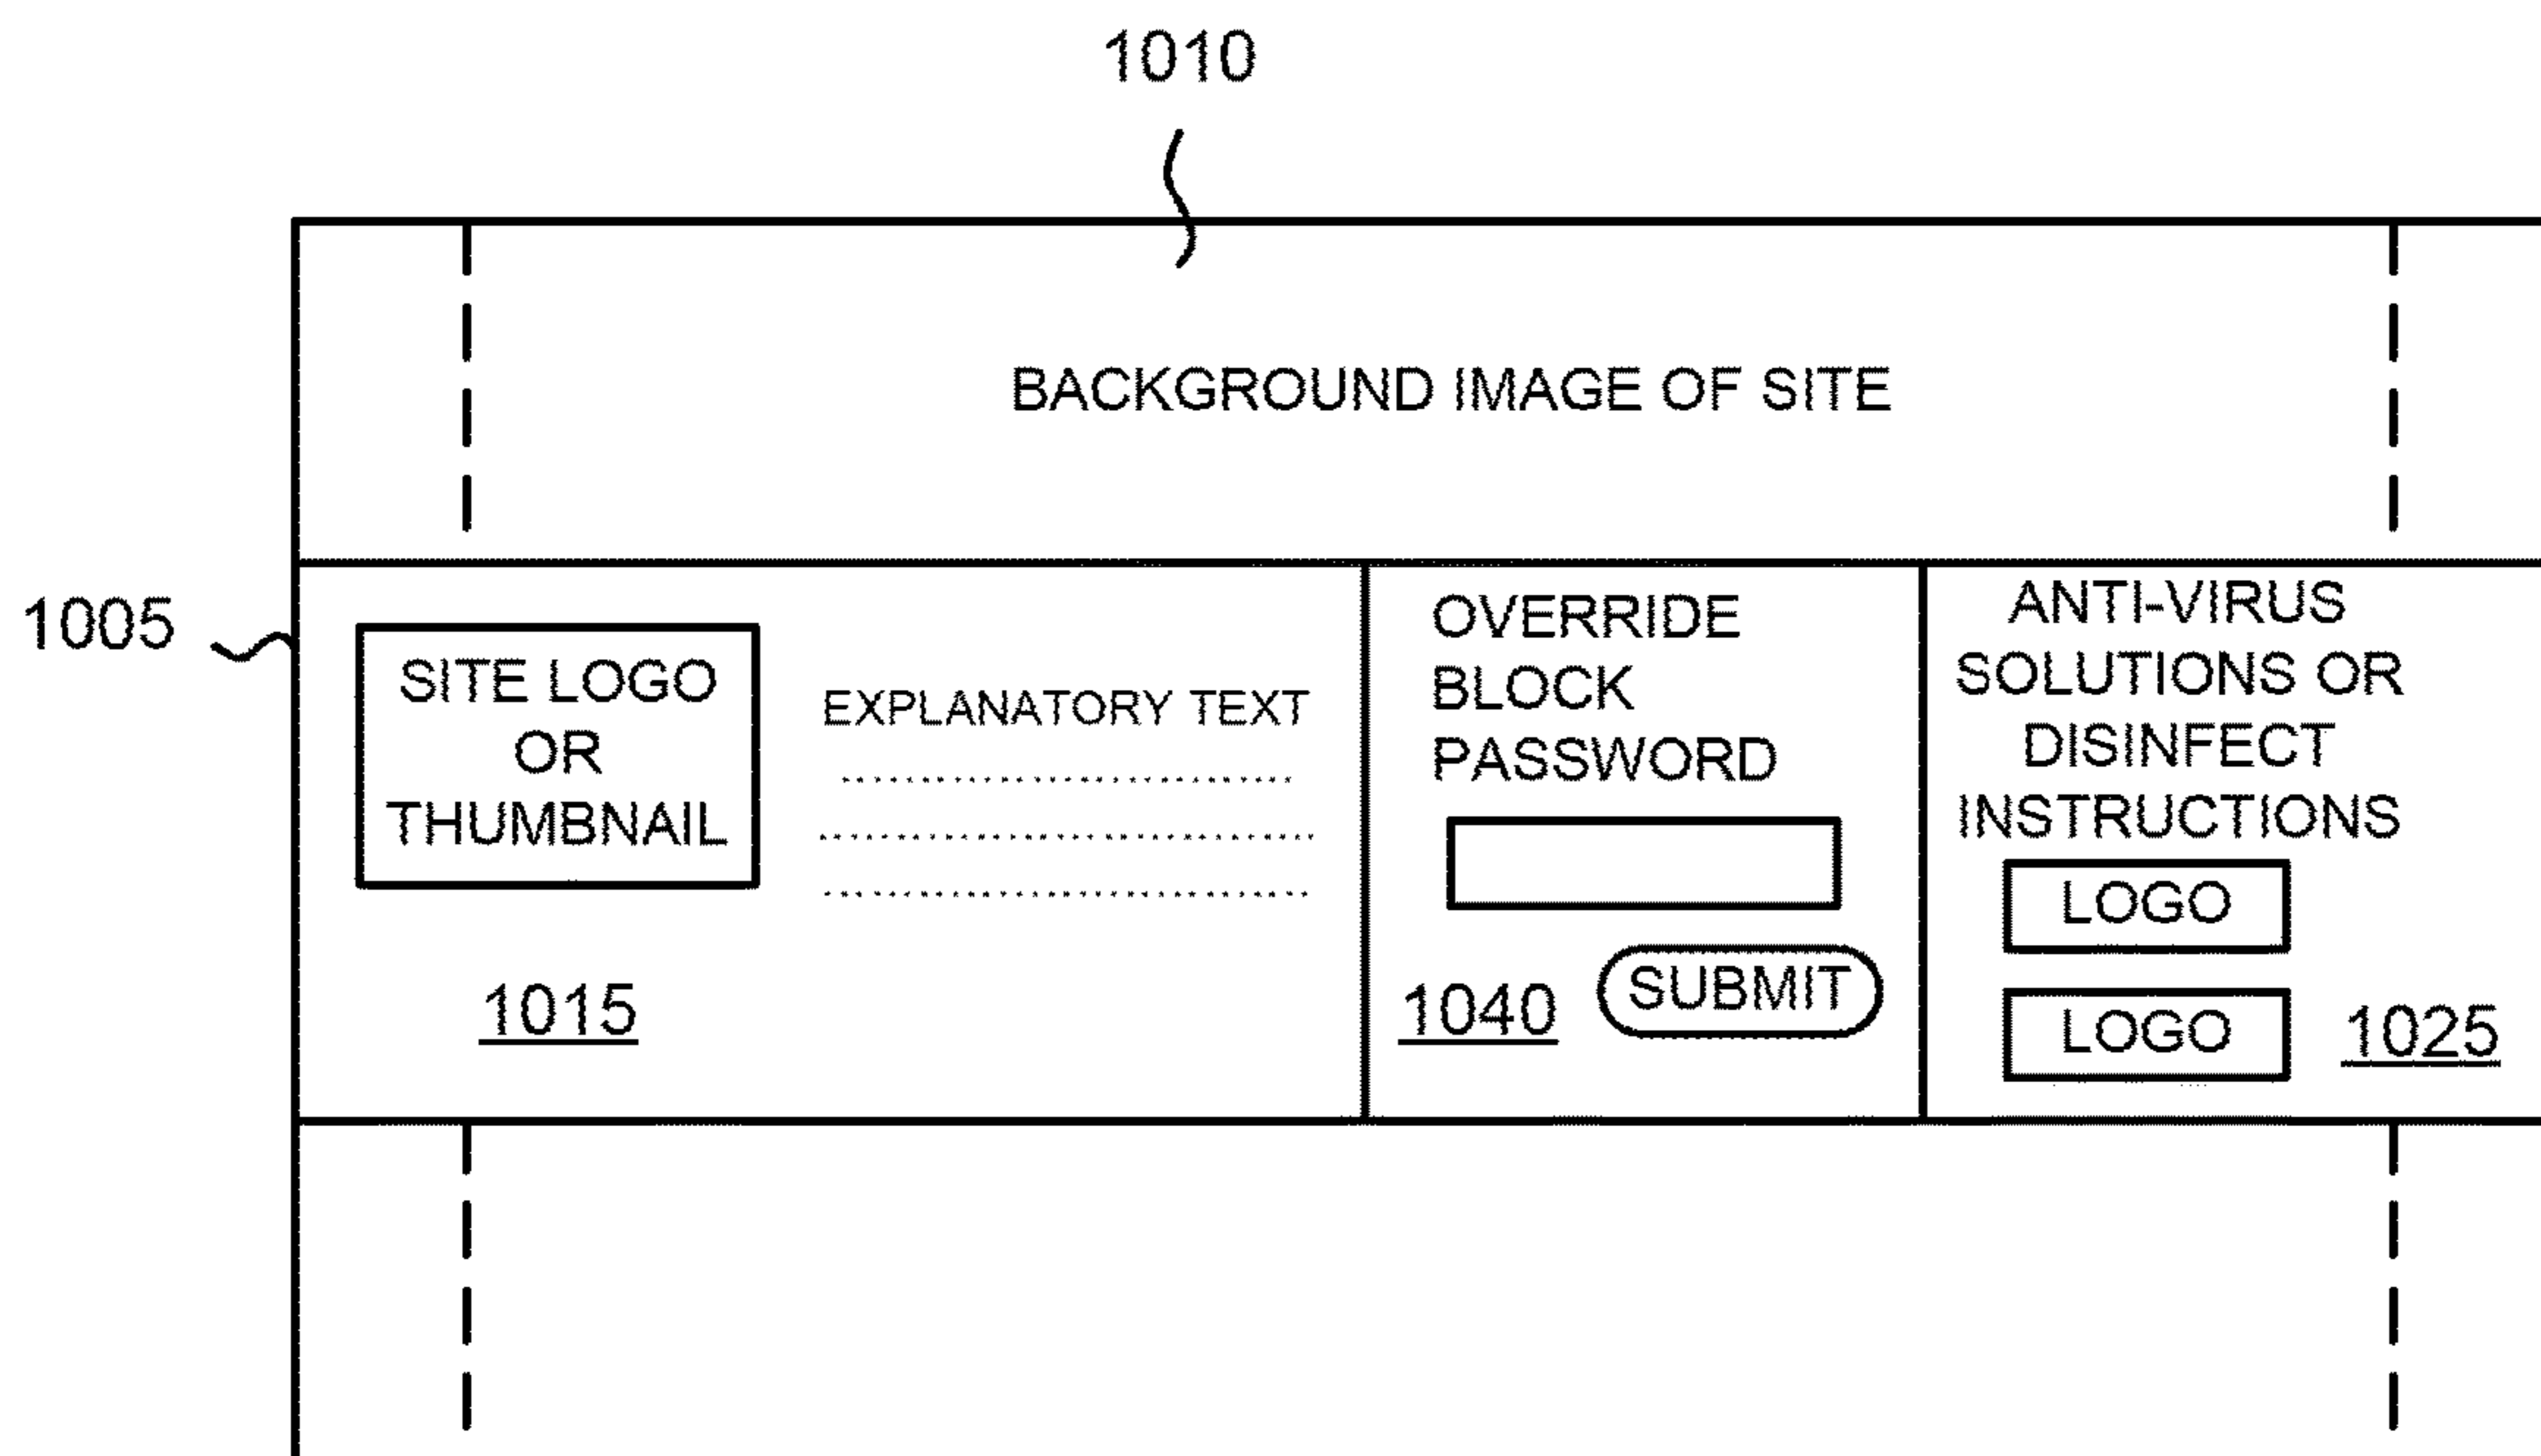 1010
BACKGROUND IMAGE OF SITE
1005
SITE LOGO
OR
THUMBNAIL
EXPLANATORY TEXT
1015
OVERRIDE
BLOCK
PASSWORD
SUBMIT
1040
ANTI-VIRUS
SOLUTIONS OR
DISINFECT
INSTRUCTIONS
LOGO
LOGO
1025